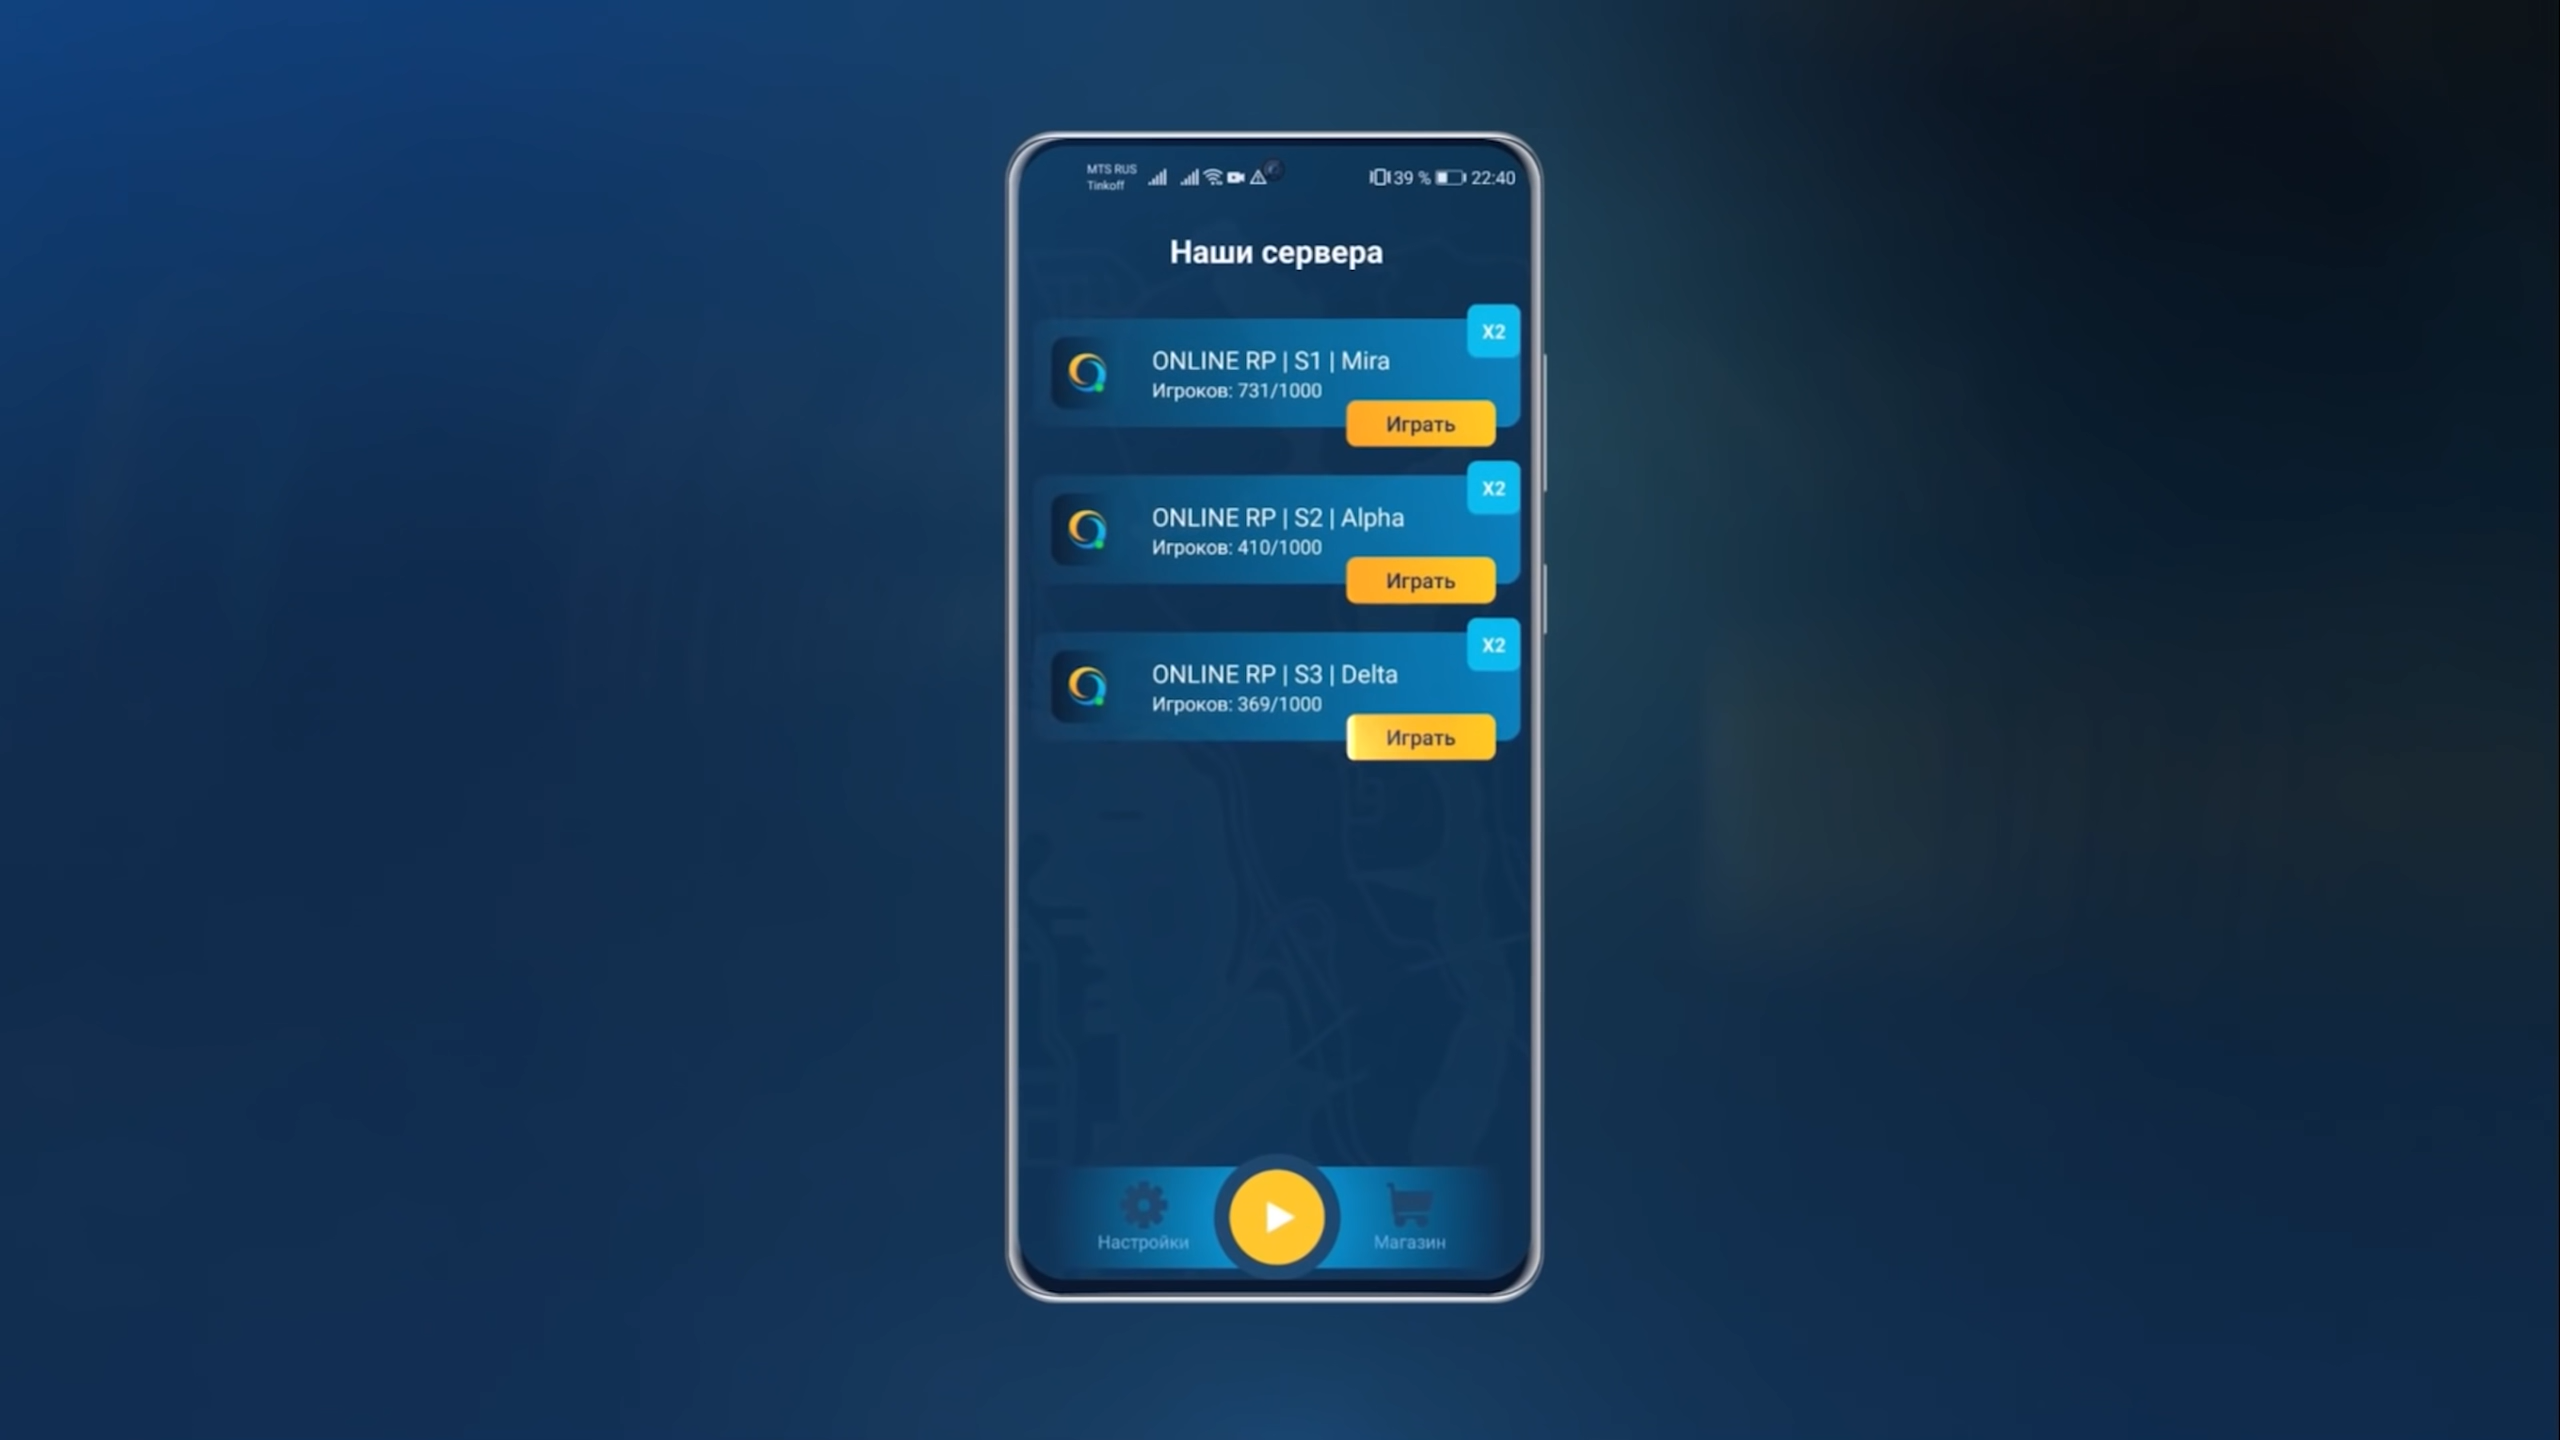 MTS RUS
Tinkoff
39 % 22:40
Наши сервера
X2
ONLINE RP | S1 | Mira
Игроков: 731/1000
Играть
X2
ONLINE RP | S2 | Alpha
Игроков: 410/1000
Играть
X2
ONLINE RP | S3 | Delta
Игроков: 369/1000
Играть
Настройки
Магазин